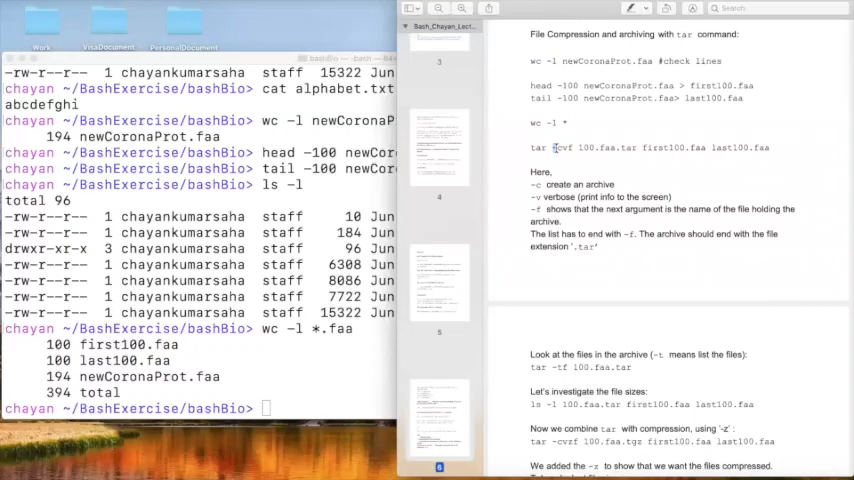 Work
VisaDocument
PersonalDocument
bashBio — -bash —
-rw-r--r-- 1 chayankumarsaha staff 15322 Jun
chayan ~/BashExercise/bashBio> cat alphabet.txt
abcdefghi
chayan ~/BashExercise/bashBio> wc -l newCoronaP
194 newCoronaProt.faa
chayan ~/BashExercise/bashBio> head -100 newCo
chayan ~/BashExercise/bashBio> tail -100 newCo
chayan ~/BashExercise/bashBio> ls -l
total 96
-rw-r--r-- 1 chayankumarsaha staff 10 Jun
-rw-r--r-- 1 chayankumarsaha staff 184 Jun
drwxr-xr-x 3 chayankumarsaha staff 96 Jun
-rw-r--r-- 1 chayankumarsaha staff 6308 Jun
-rw-r--r-- 1 chayankumarsaha staff 8086 Jun
-rw-r--r-- 1 chayankumarsaha staff 7722 Jun
-rw-r--r-- 1 chayankumarsaha staff 15322 Jun
chayan ~/BashExercise/bashBio> wc -l *.faa
100 first100.faa
100 last100.faa
194 newCoronaProt.faa
394 total
chayan ~/BashExercise/bashBio>
Search
Bash_Chayan_Lect...
3
4
5
6
File Compression and archiving with tar command:
wc -l newCoronaProt.faa #check lines
head -100 newCoronaProt.faa > first100.faa
tail -100 newCoronaProt.faa> last100.faa
wc -l *
tar -cvf 100.faa.tar first100.faa last100.faa
Here,
-c create an archive
-v verbose (print info to the screen)
-f shows that the next argument is the name of the file holding the
archive.
The list has to end with -f. The archive should end with the file
extension '.tar'
Look at the files in the archive (-t means list the files):
tar -tf 100.faa.tar
Let's investigate the file sizes:
ls -l 100.faa.tar first100.faa last100.faa
Now we combine tar with compression, using '-z' :
tar -cvzf 100.faa.tgz first100.faa last100.faa
We added the -z to show that we want the files compressed.